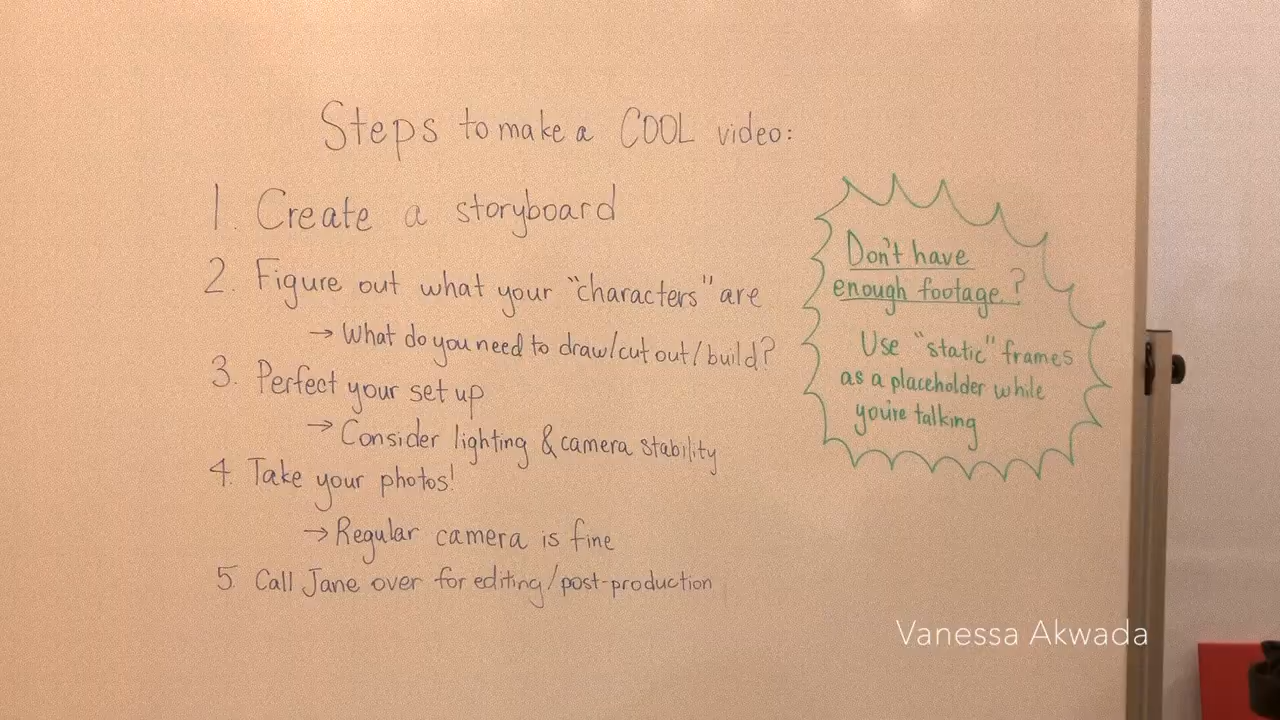 Steps to make a COOL video:
1. Create a storyboard
2. Figure out what your "characters" are
→ What do you need to draw/cut out/build?
3. Perfect your set up
→ Consider lighting & camera stability
4. Take your photos!
→ Regular camera is fine
5. Call Jane over for editing/post-production
Don't have
enough footage?
Use "static" frames
as a placeholder while
you're talking
Vanessa Akwada